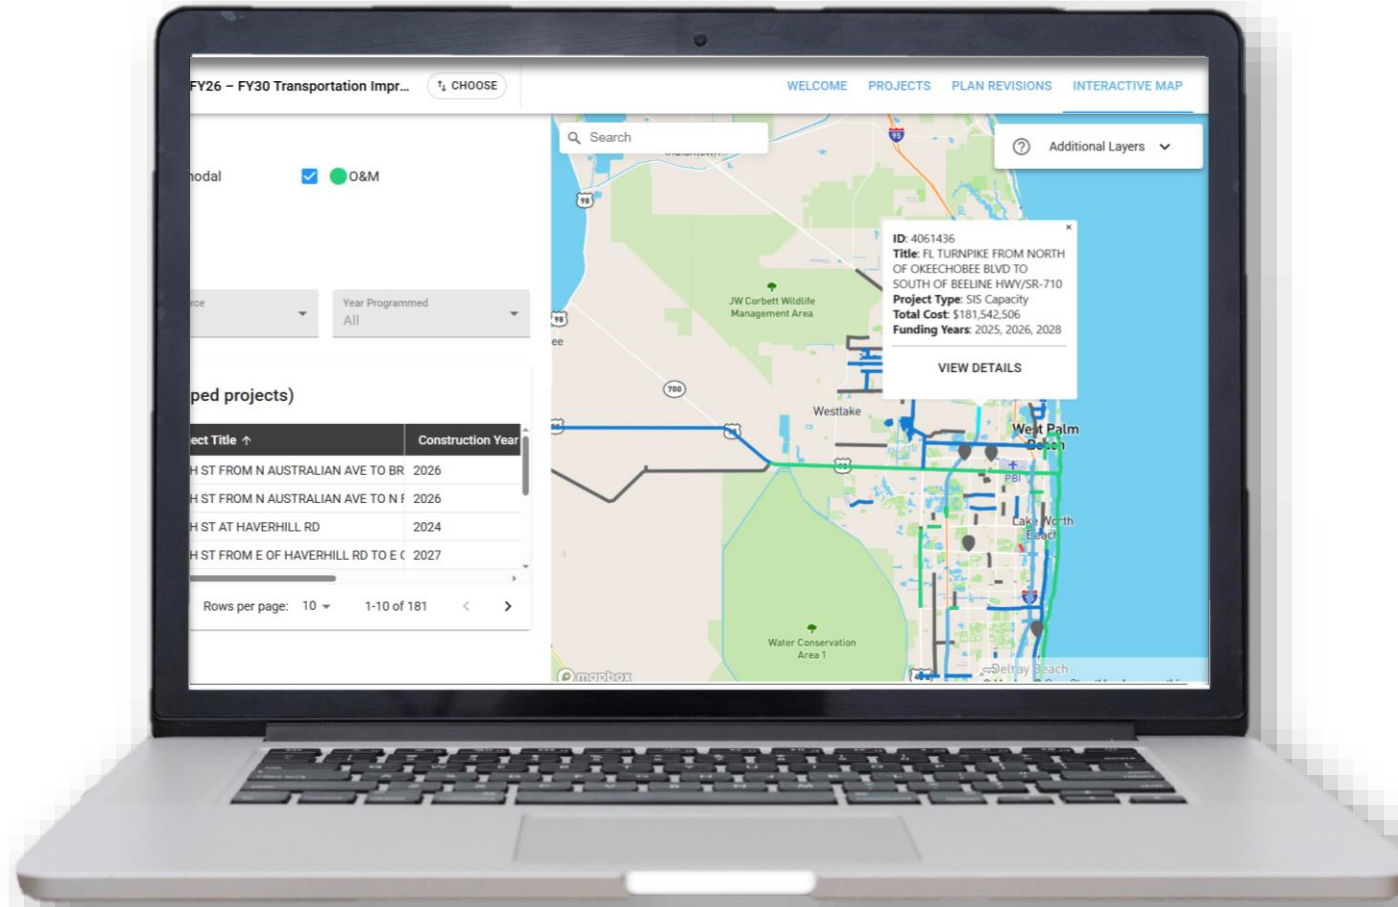 FY26 – FY30 Transportation Impr...
CHOOSE
WELCOME
PROJECTS
PLAN REVISIONS
INTERACTIVE MAP
nodal
O&M
rce
Year Programmed
All
ped projects)
ect Title ↑
Construction Year
H ST FROM N AUSTRALIAN AVE TO BR
2026
H ST FROM N AUSTRALIAN AVE TO N F
2026
H ST AT HAVERHILL RD
2024
H ST FROM E OF HAVERHILL RD TO E
2027
Rows per page: 10
1-10 of 181
Search
Additional Layers
95
98
ID: 4061436
Title: FL TURNPIKE FROM NORTH
OF OKEECHOBEE BLVD TO
SOUTH OF BEELINE HWY/SR-710
Project Type: SIS Capacity
Total Cost: $181,542,506
Funding Years: 2025, 2026, 2028
VIEW DETAILS
JW Corbett Wildlife
Management Area
98
ee
700
Westlake
West Palm
Beach
PBI
Lake Worth
Beach
Water Conservation
Area 1
Delray Beach
mapbox